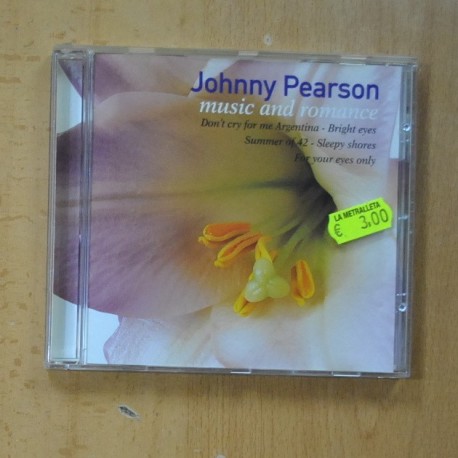 Johnny Pearson
music and romance
Don't cry for me Argentina - Bright eyes
Summer of 42 - Sleepy shores
For your eyes only
LA METRALLETA
€ 3,00